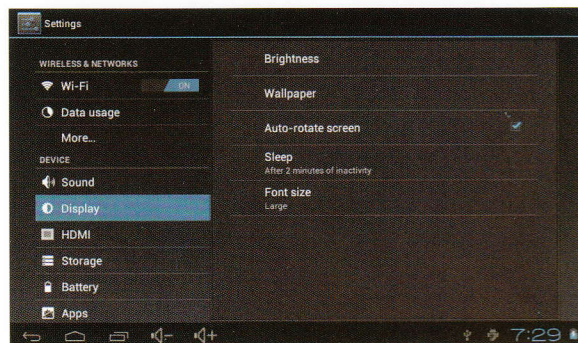 Settings
WIRELESS & NETWORKS
Wi-Fi ON
Data usage
More...
DEVICE
Sound
Display
HDMI
Storage
Battery
Apps
Brightness
Wallpaper
Auto-rotate screen
Sleep
After 2 minutes of inactivity
Font size
Large
7:29